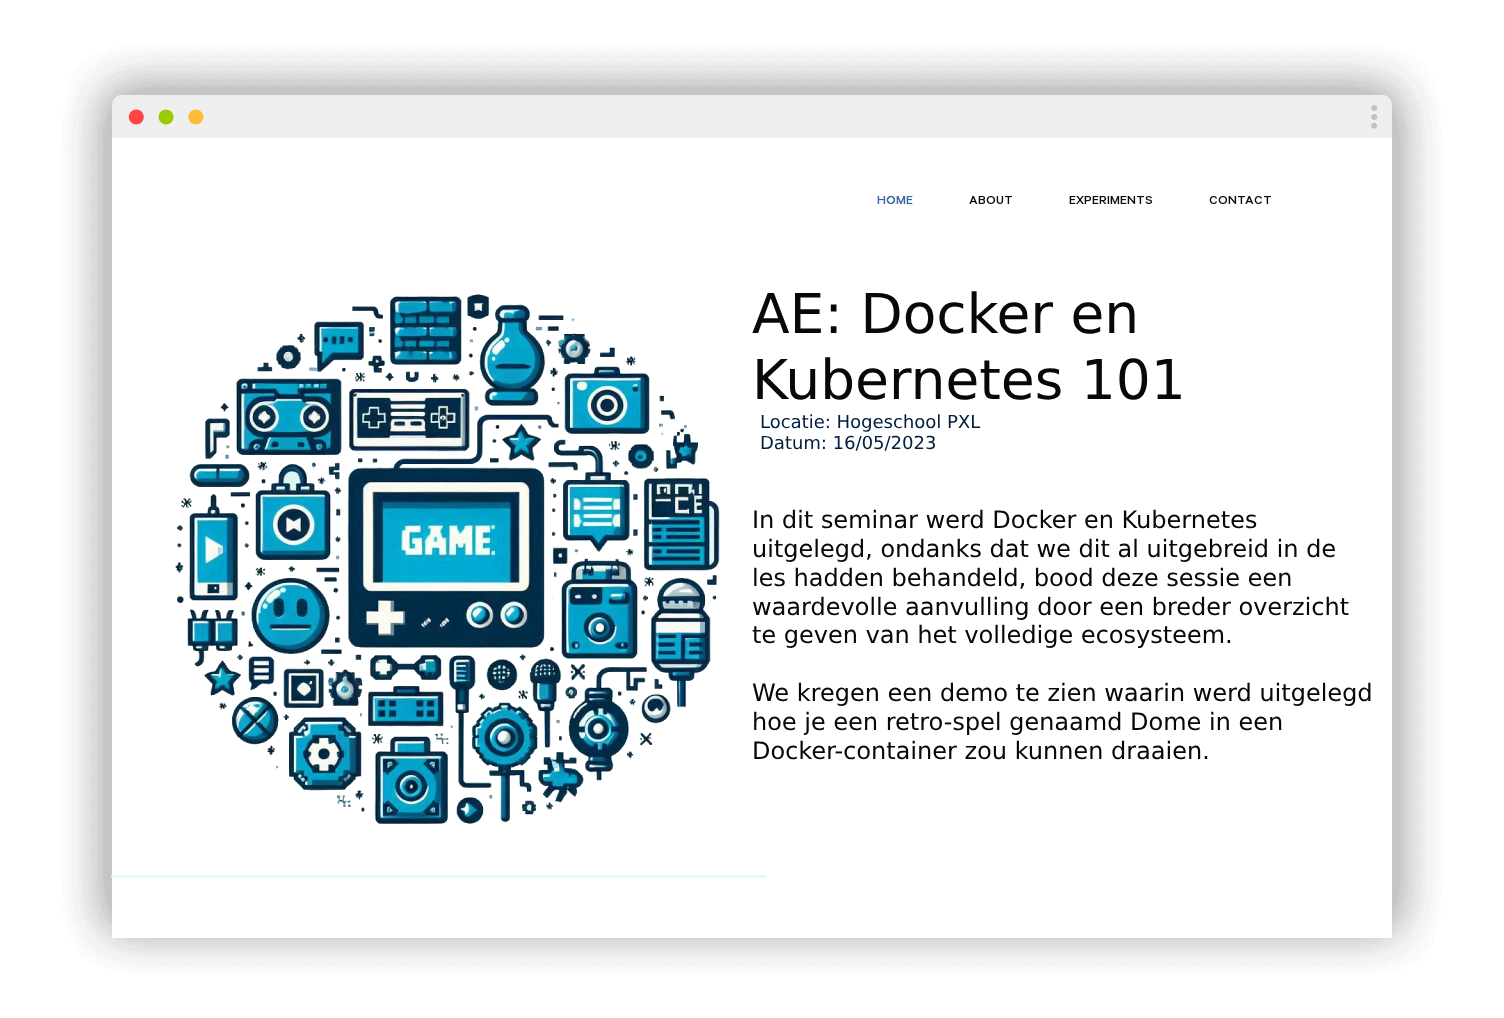 HOME ABOUT EXPERIMENTS CONTACT
AE: Docker en
Kubernetes 101
Locatie: Hogeschool PXL
Datum: 16/05/2023
GAME
In dit seminar werd Docker en Kubernetes
uitgelegd, ondanks dat we dit al uitgebreid in de
les hadden behandeld, bood deze sessie een
waardevolle aanvulling door een breder overzicht
te geven van het volledige ecosysteem.
We kregen een demo te zien waarin werd uitgelegd
hoe je een retro-spel genaamd Dome in een
Docker-container zou kunnen draaien.